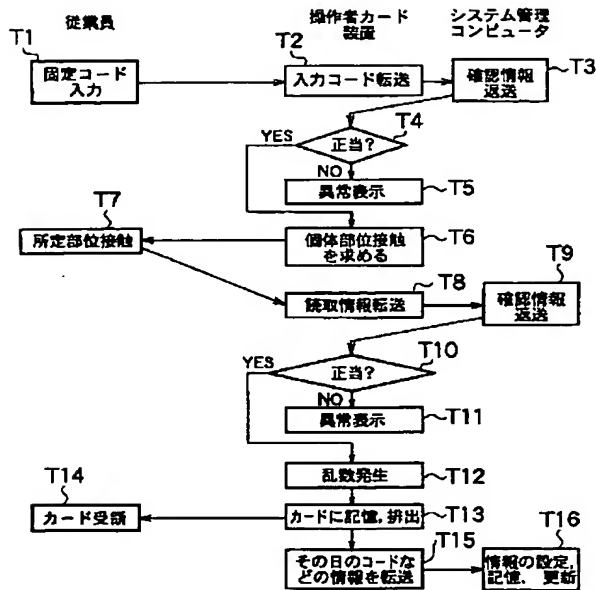 従業員
操作者カード
装置
システム管理
コンピュータ
T1
固定コード
入力
T2
入力コード転送
T3
確認情報
返送
T4
正当?
YES
NO
T5
異常表示
T6
個体部位接触
を求める
T7
所定部位接触
T8
読取情報転送
T9
確認情報
返送
T10
正当?
YES
NO
T11
異常表示
T12
乱数発生
T13
カードに記憶,排出
T14
カード受領
T15
その日のコードな
どの情報を転送
T16
情報の設定,
記憶, 更新